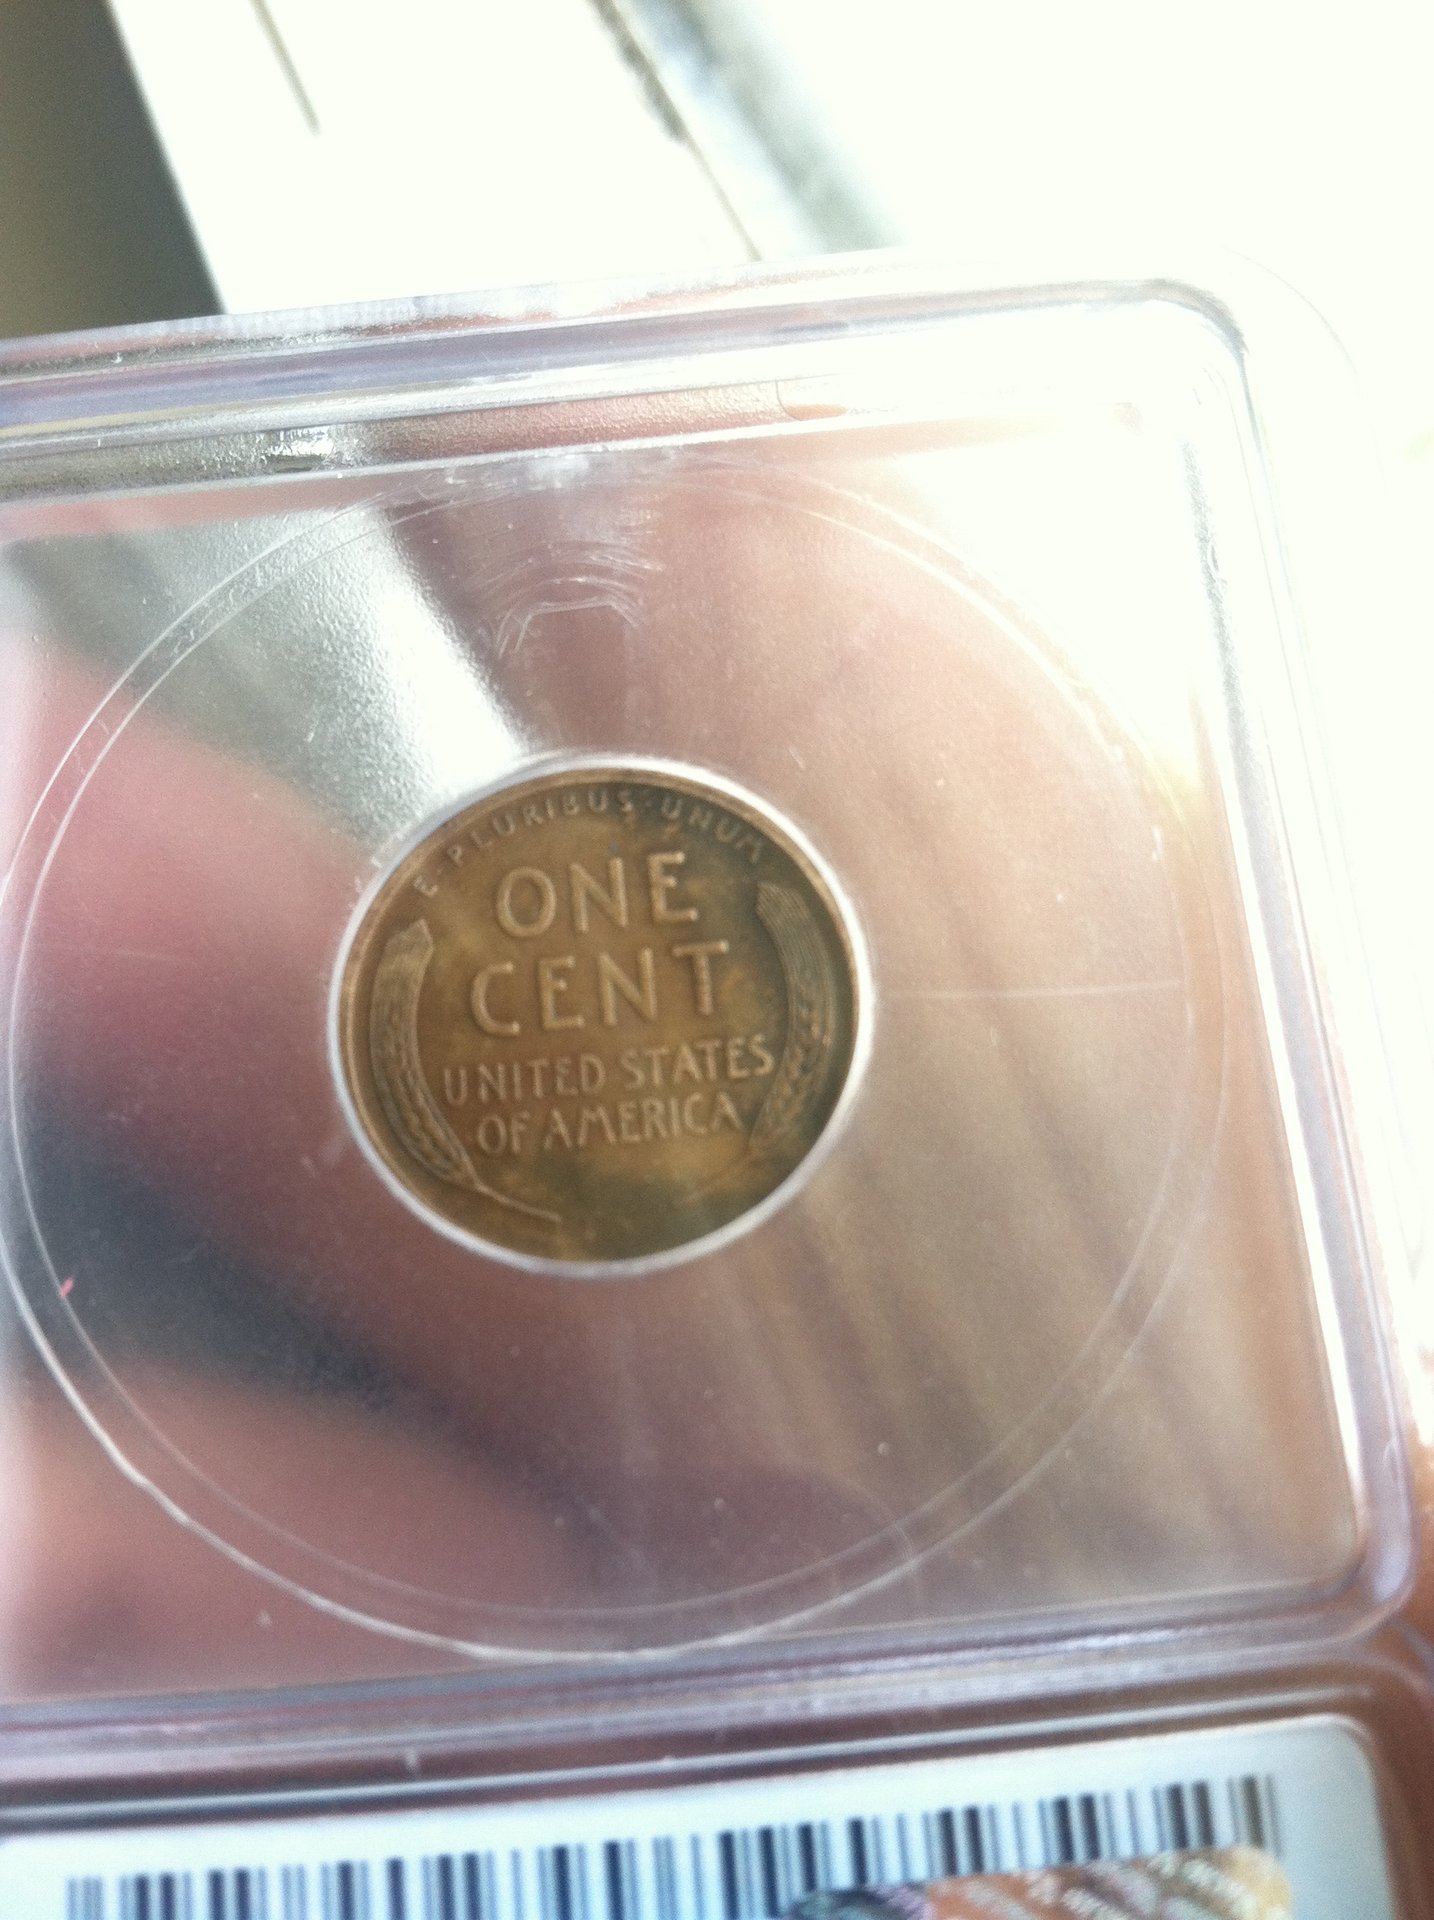 E·PLURIBUS·UNUM
ONE
CENT
UNITED STATES
OF AMERICA